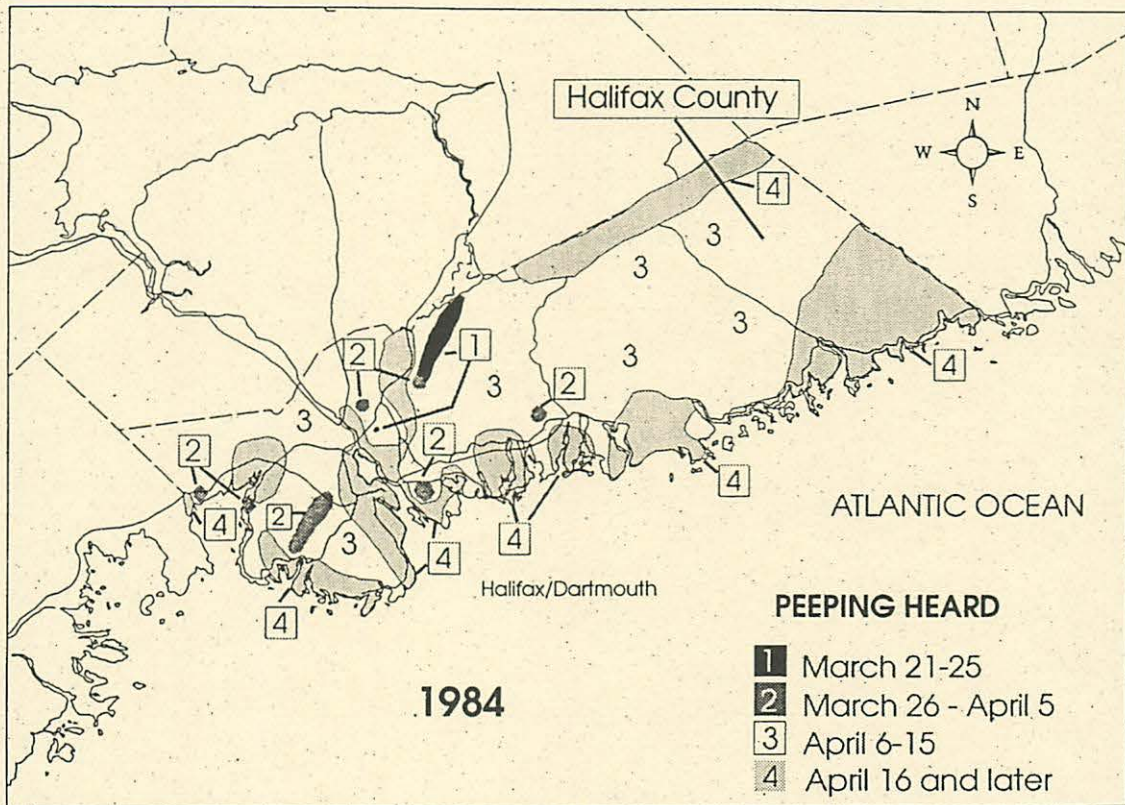 Halifax County
N
W E
S
4
3
3
3
1
2
3
3
2
3
2
2
4
2
3
4
4
4
4
4
ATLANTIC OCEAN
Halifax/Dartmouth
1984
PEEPING HEARD
1 March 21-25
2 March 26 - April 5
3 April 6-15
4 April 16 and later